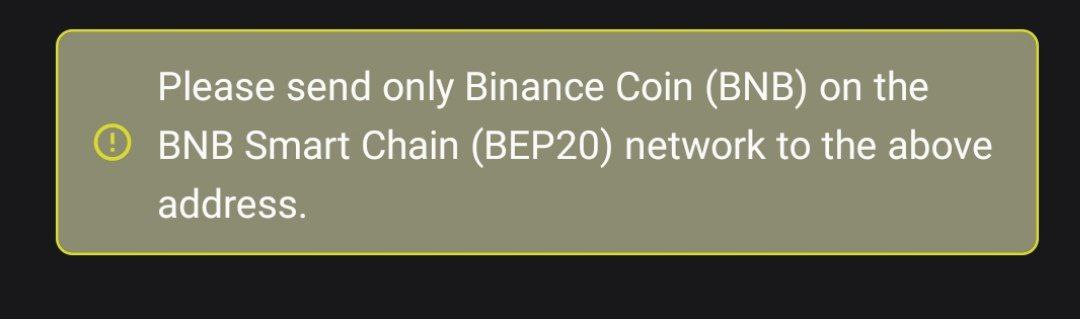 Please send only Binance Coin (BNB) on the
BNB Smart Chain (BEP20) network to the above
address.